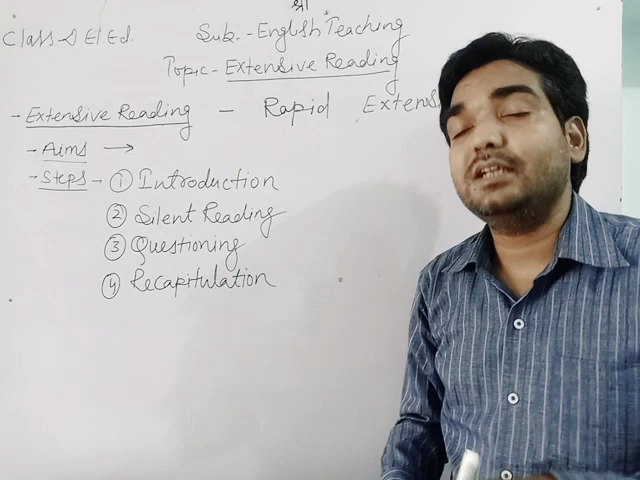 श्री
Class-D.El.Ed. Sub.-English Teaching
Topic-Extensive Reading
- Extensive Reading - Rapid Extens
- Aims →
- Steps - ① Introduction
② Silent Reading
③ Questioning
④ Recapitulation